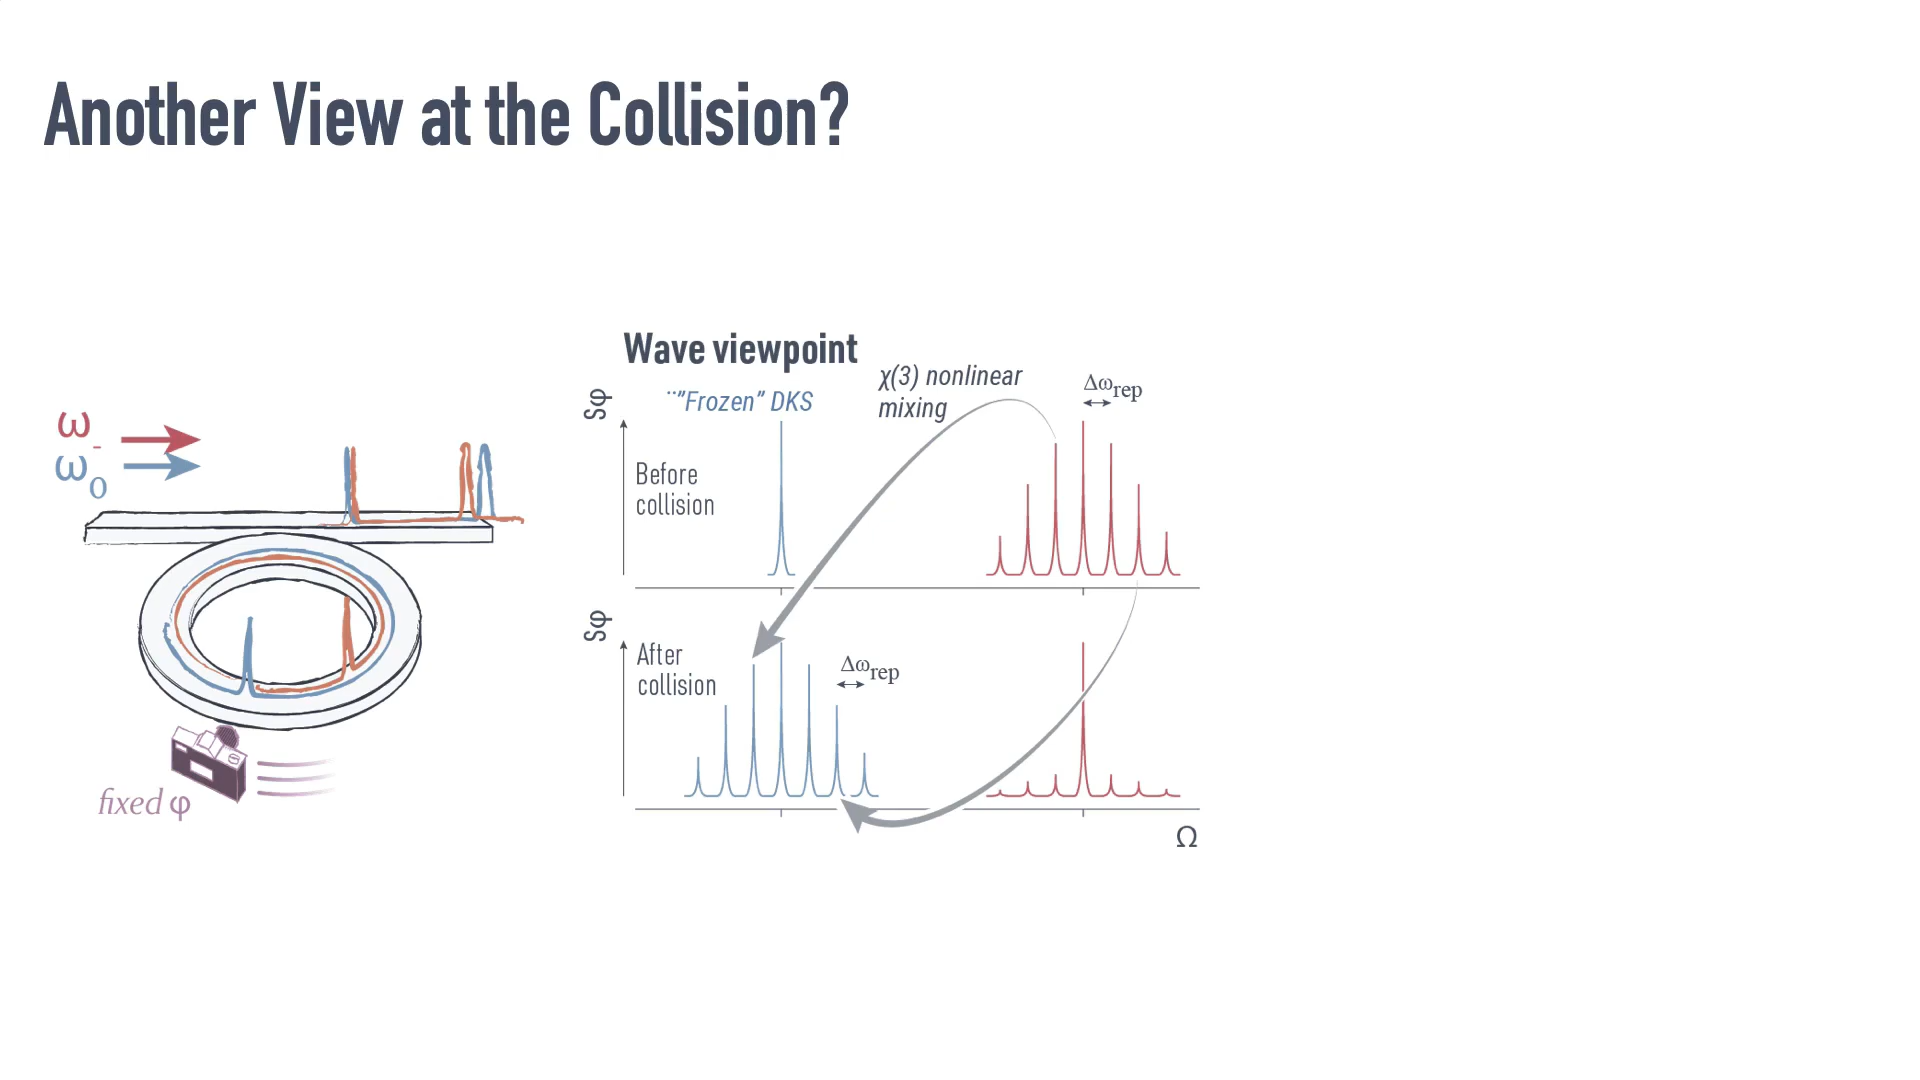 Another View at the Collision?
Wave viewpoint
¨”Frozen” DKS
χ(3) nonlinear
mixing
Δωrep
Sφ
Before
collision
ω-
ω0
Sφ
After
collision
Δωrep
fixed φ
Ω